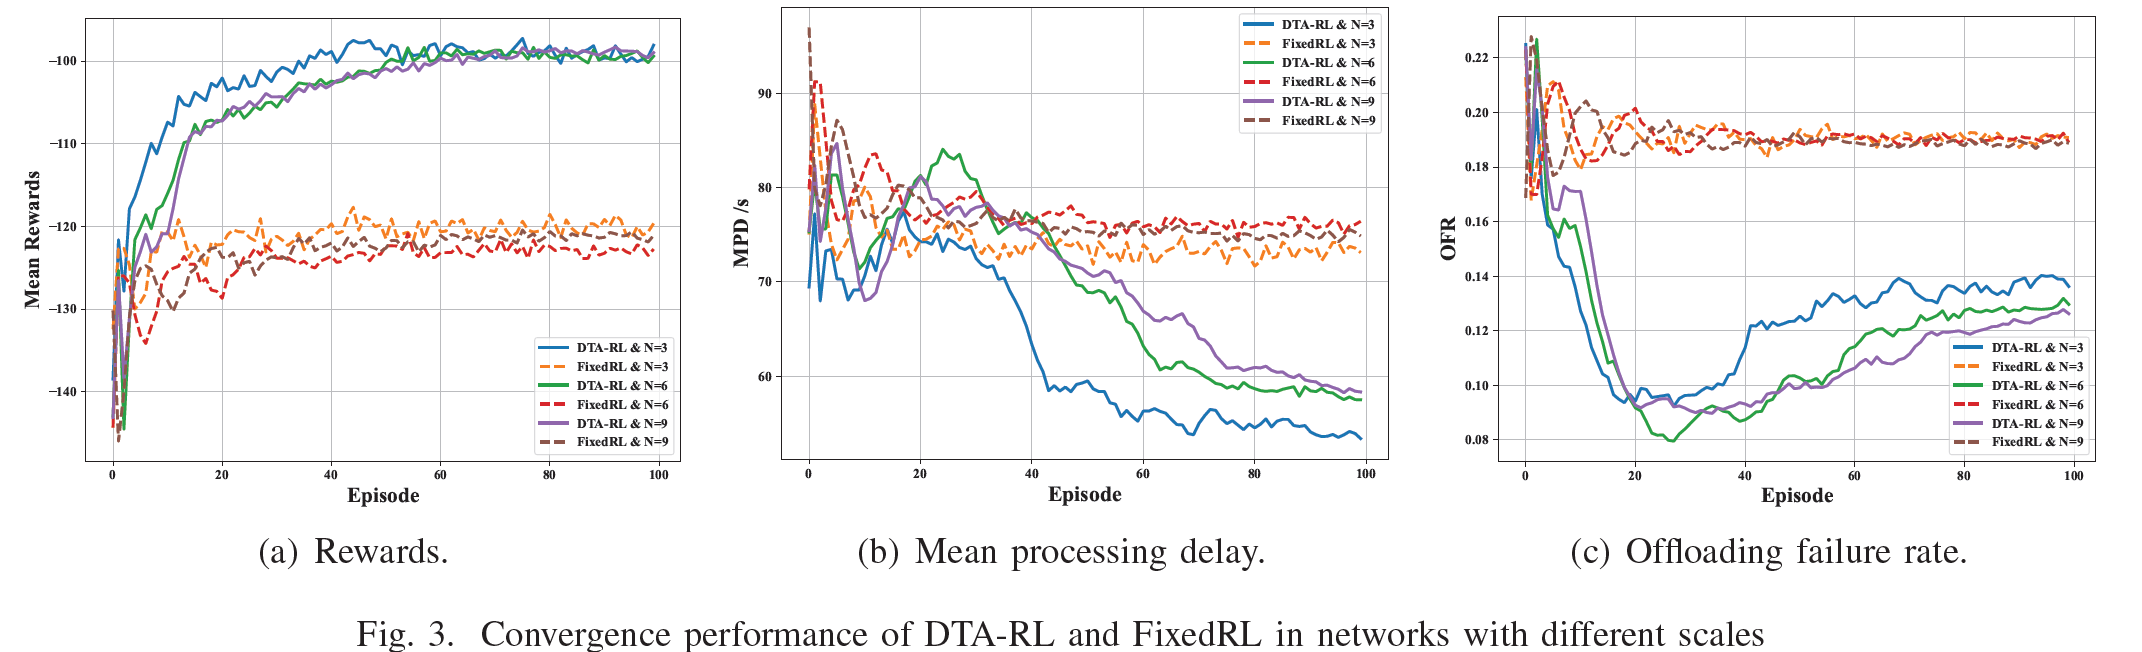 −100
−110
−120
−130
−140
Mean Rewards
0 20 40 60 80 100
Episode
DTA-RL & N=3
FixedRL & N=3
DTA-RL & N=6
FixedRL & N=6
DTA-RL & N=9
FixedRL & N=9
(a) Rewards.
90
80
70
60
MPD /s
0 20 40 60 80 100
Episode
DTA-RL & N=3
FixedRL & N=3
DTA-RL & N=6
FixedRL & N=6
DTA-RL & N=9
FixedRL & N=9
(b) Mean processing delay.
0.22
0.20
0.18
0.16
0.14
0.12
0.10
0.08
OFR
0 20 40 60 80 100
Episode
DTA-RL & N=3
FixedRL & N=3
DTA-RL & N=6
FixedRL & N=6
DTA-RL & N=9
FixedRL & N=9
(c) Offloading failure rate.
Fig. 3. Convergence performance of DTA-RL and FixedRL in networks with different scales